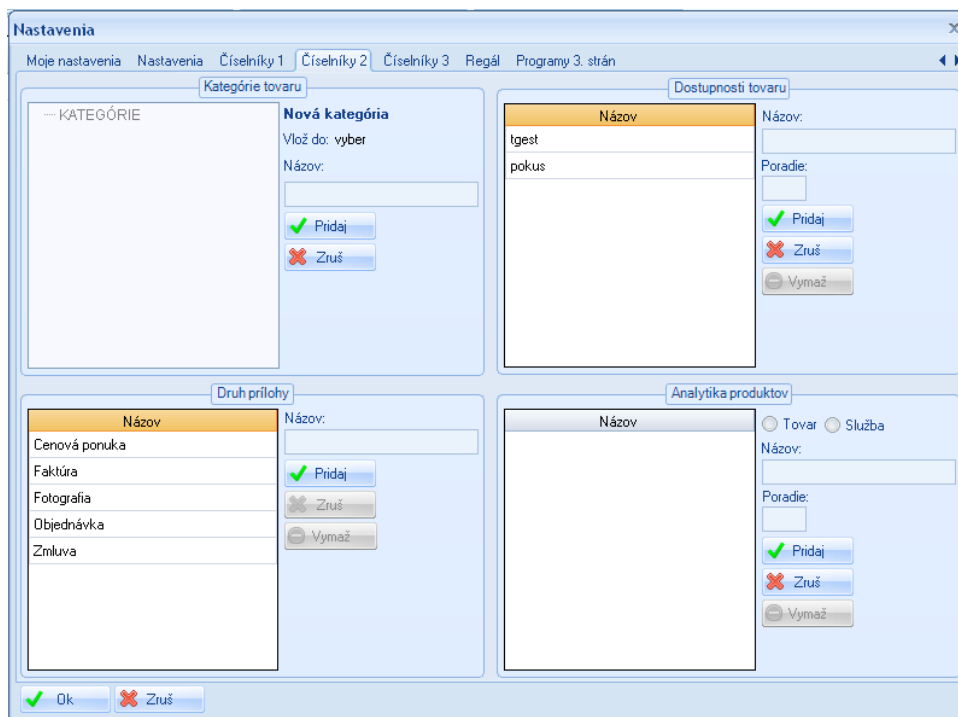 Nastavenia
Moje nastavenia Nastavenia Číselníky 1 Číselníky 2 Číselníky 3 Regál Programy 3. strán
Kategórie tovaru
KATEGÓRIE
Nová kategória
Vlož do: vyber
Názov:
Pridaj
Zruš
Dostupnosti tovaru
Názov
tgest
pokus
Názov:
Poradie:
Pridaj
Zruš
Vymaž
Druh prílohy
Názov
Cenová ponuka
Faktúra
Fotografia
Objednávka
Zmluva
Názov:
Pridaj
Zruš
Vymaž
Analytika produktov
Názov
Tovar Služba
Názov:
Poradie:
Pridaj
Zruš
Vymaž
Ok Zruš